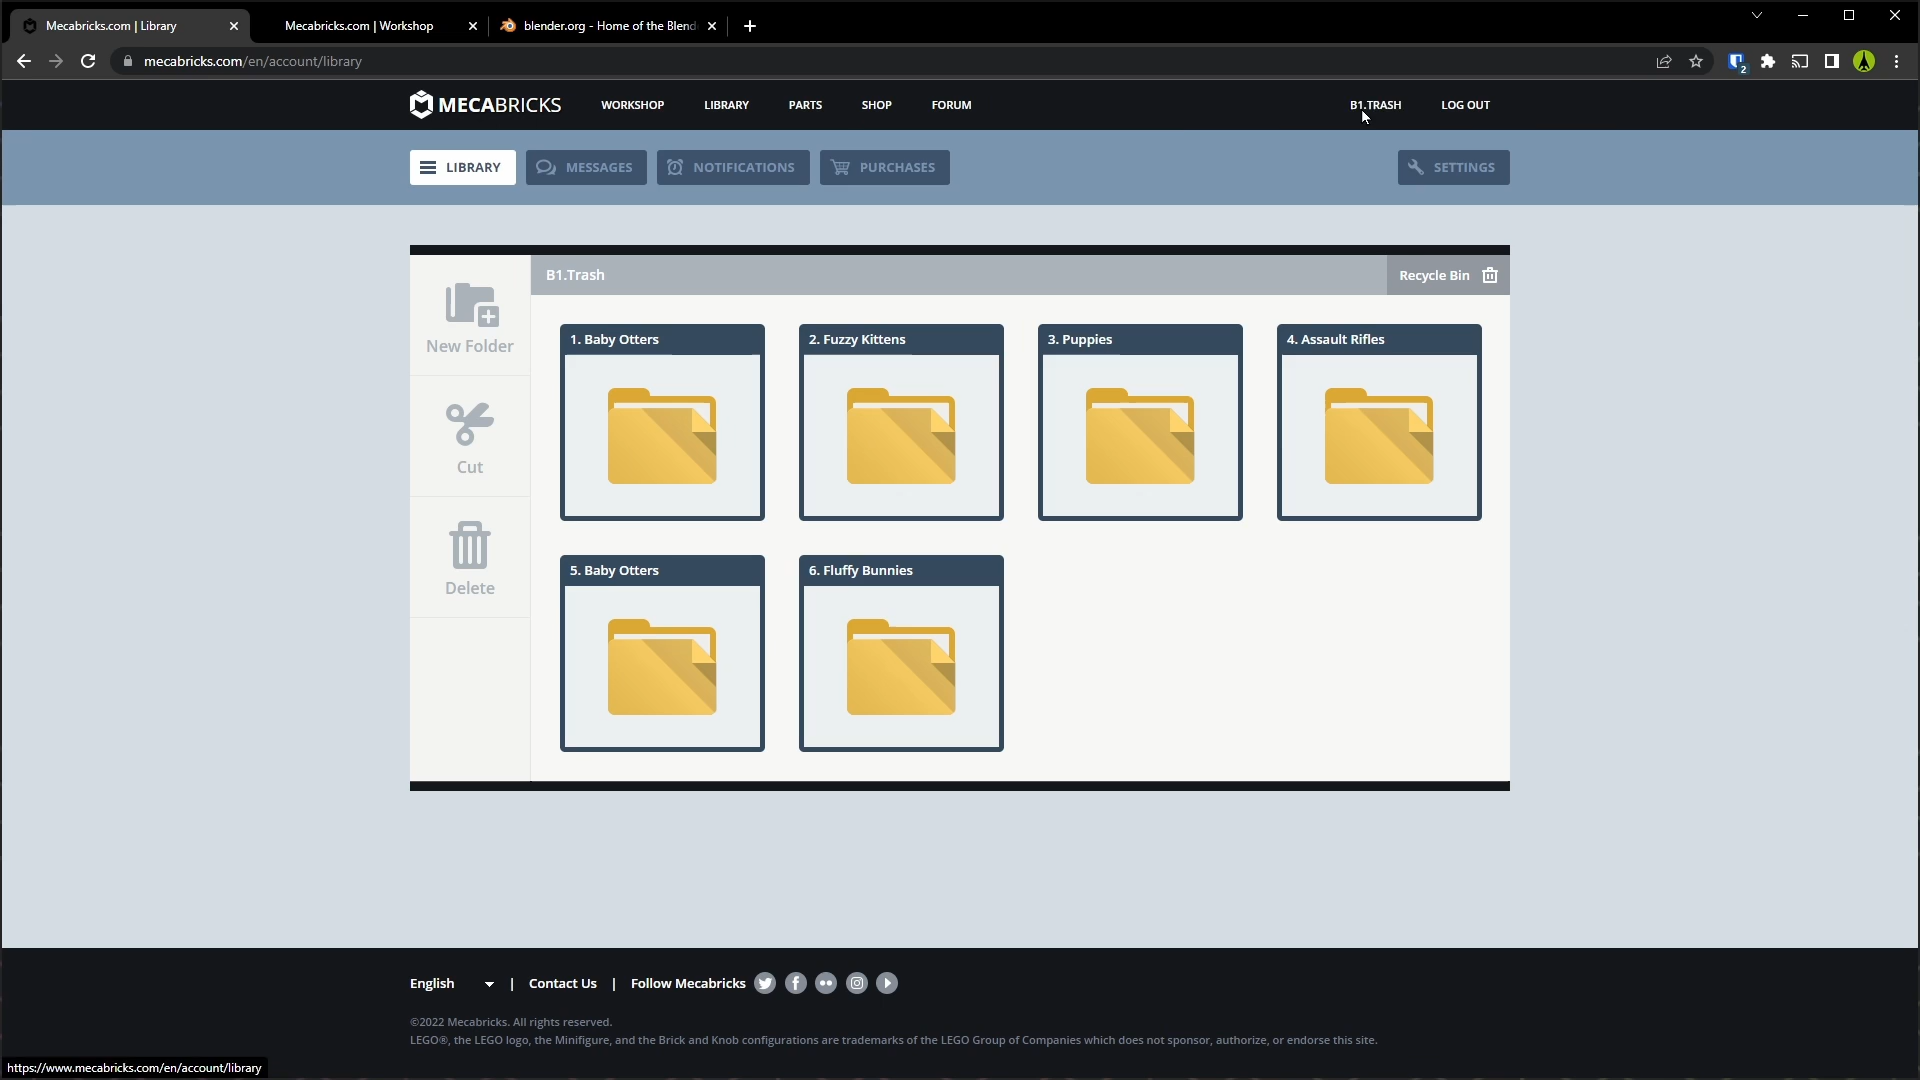 Mecabricks.com | Library
Mecabricks.com | Workshop
blender.org - Home of the Blend
mecabricks.com/en/account/library
2
MECABRICKS
WORKSHOP
LIBRARY
PARTS
SHOP
FORUM
B1.TRASH
LOG OUT
LIBRARY
MESSAGES
NOTIFICATIONS
PURCHASES
SETTINGS
B1.Trash
Recycle Bin
New Folder
Cut
Delete
1. Baby Otters
2. Fuzzy Kittens
3. Puppies
4. Assault Rifles
5. Baby Otters
6. Fluffy Bunnies
English | Contact Us | Follow Mecabricks
©2022 Mecabricks. All rights reserved.
LEGO®, the LEGO logo, the Minifigure, and the Brick and Knob configurations are trademarks of the LEGO Group of Companies which does not sponsor, authorize, or endorse this site.
https://www.mecabricks.com/en/account/library